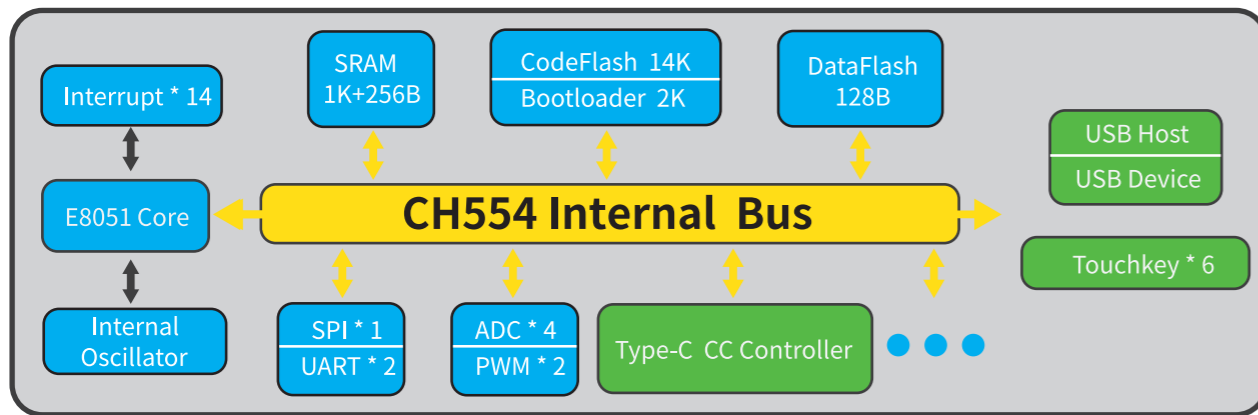 SRAM
1K+256B
CodeFlash 14K
Bootloader 2K
DataFlash
128B
Interrupt * 14
USB Host
USB Device
E8051 Core
CH554 Internal Bus
Touchkey * 6
Internal
Oscillator
SPI * 1
UART * 2
ADC * 4
PWM * 2
Type-C CC Controller